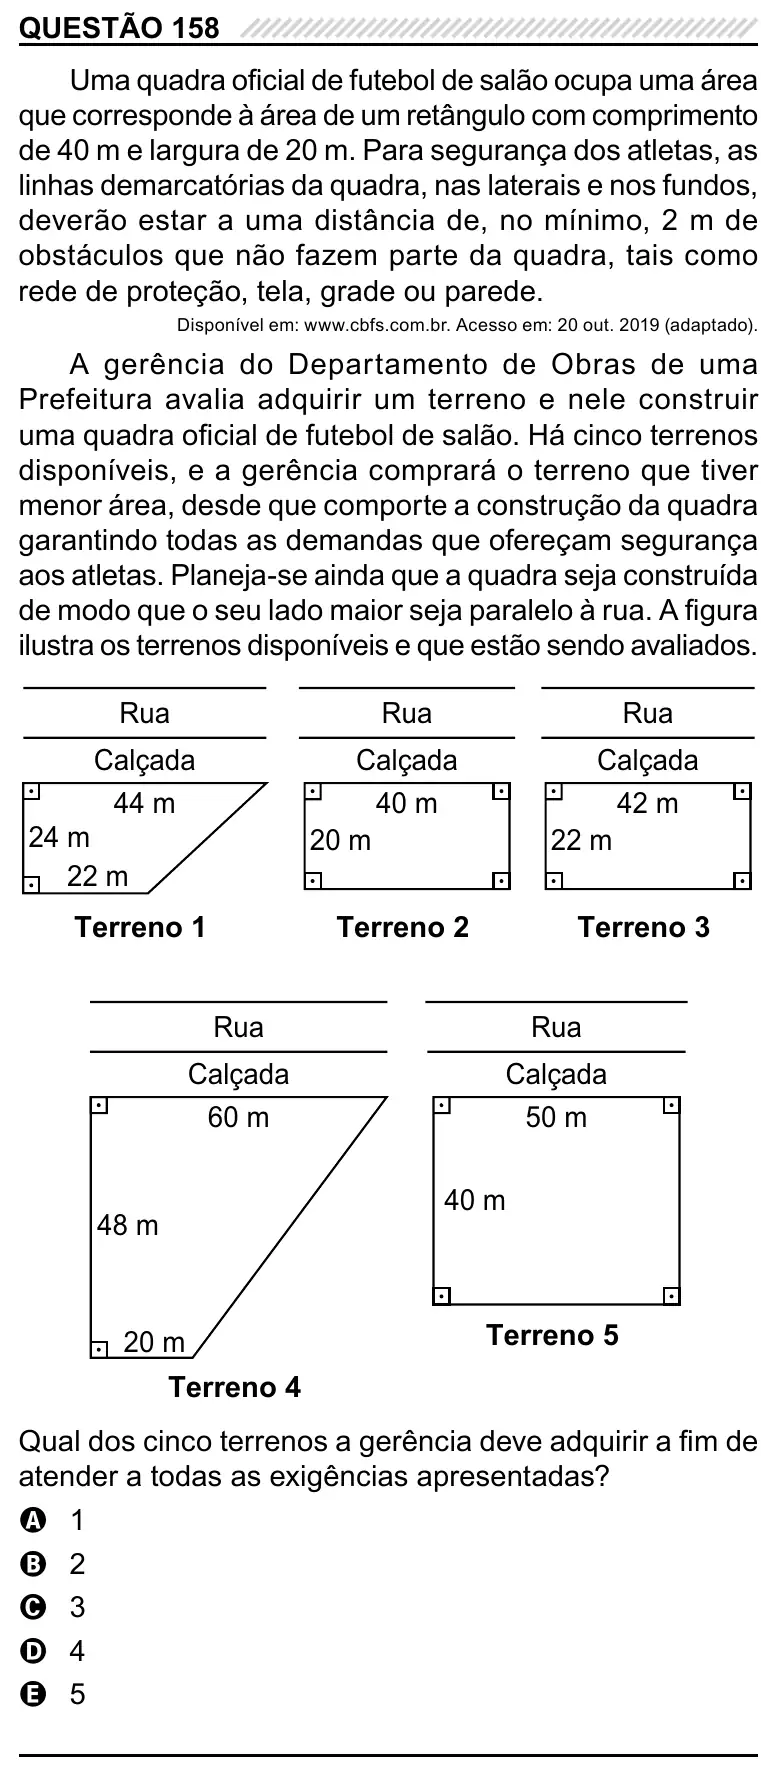 QUESTÃO 158
Uma quadra oficial de futebol de salão ocupa uma área
que corresponde à área de um retângulo com comprimento
de 40 m e largura de 20 m. Para segurança dos atletas, as
linhas demarcatórias da quadra, nas laterais e nos fundos,
deverão estar a uma distância de, no mínimo, 2 m de
obstáculos que não fazem parte da quadra, tais como
rede de proteção, tela, grade ou parede.
Disponível em: www.cbfs.com.br. Acesso em: 20 out. 2019 (adaptado).
A gerência do Departamento de Obras de uma
Prefeitura avalia adquirir um terreno e nele construir
uma quadra oficial de futebol de salão. Há cinco terrenos
disponíveis, e a gerência comprará o terreno que tiver
menor área, desde que comporte a construção da quadra
garantindo todas as demandas que ofereçam segurança
aos atletas. Planeja-se ainda que a quadra seja construída
de modo que o seu lado maior seja paralelo à rua. A figura
ilustra os terrenos disponíveis e que estão sendo avaliados.
Rua Rua Rua
Calçada Calçada Calçada
44 m 40 m 42 m
24 m 20 m 22 m
22 m
Terreno 1 Terreno 2 Terreno 3
Rua Rua
Calçada Calçada
60 m 50 m
40 m
48 m
20 m
Terreno 5
Terreno 4
Qual dos cinco terrenos a gerência deve adquirir a fim de
atender a todas as exigências apresentadas?
A 1
B 2
C 3
D 4
E 5